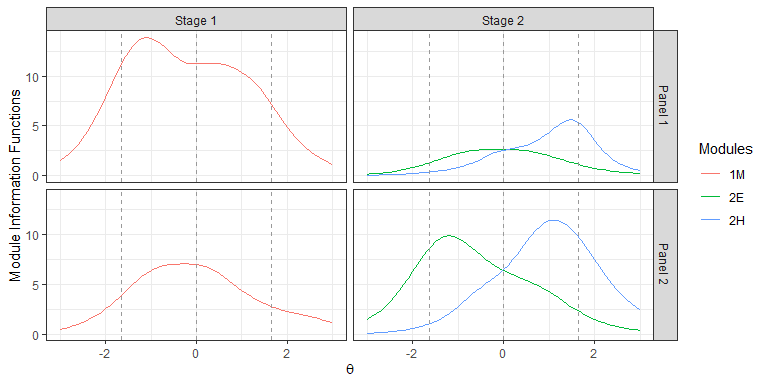 Stage 1
Stage 2
Module Information Functions
10
5
0
Panel 1
10
5
0
Panel 2
-2
0
2
-2
0
2
θ
Modules
1M
2E
2H